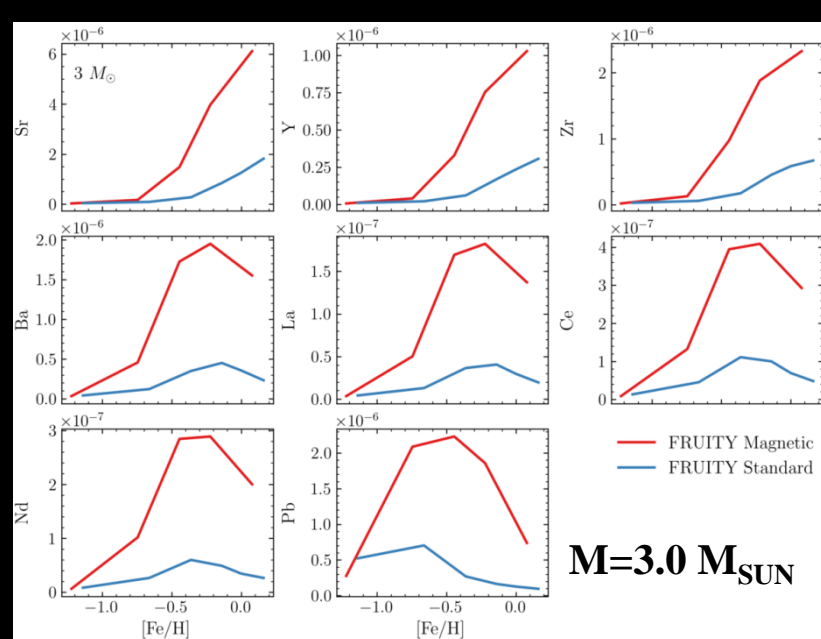 ×10⁻⁶
×10⁻⁶
6
4
2
0
Sr
3 M☉
1.00
0.75
0.50
0.25
0.00
Y
2
1
0
Zr
×10⁻⁶
×10⁻⁷
×10⁻⁷
2.0
1.5
1.0
0.5
0.0
Ba
1.5
1.0
0.5
0.0
La
4
3
2
1
0
Ce
×10⁻⁷
×10⁻⁶
3
2
1
0
Nd
2.0
1.5
1.0
0.5
0.0
Pb
FRUITY Magnetic
FRUITY Standard
M=3.0 M_SUN
−1.0 −0.5 0.0
[Fe/H]
−1.0 −0.5 0.0
[Fe/H]